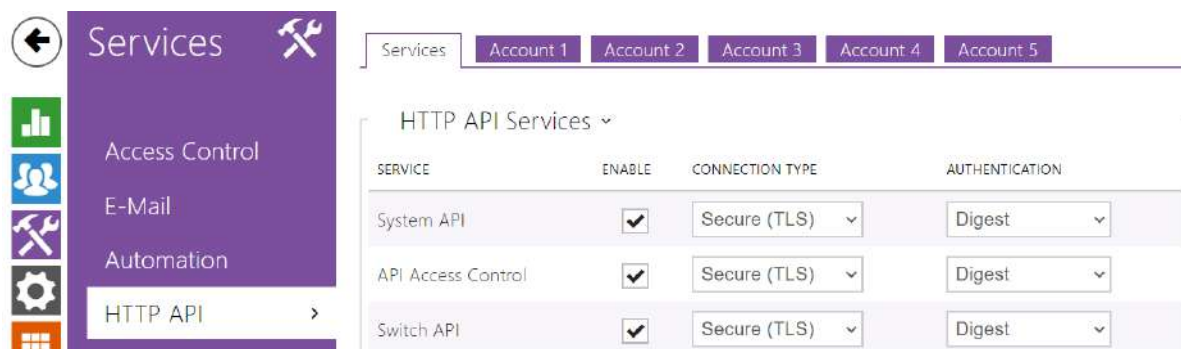 Services
Services Account 1 Account 2 Account 3 Account 4 Account 5
HTTP API Services
Access Control
E-Mail
Automation
HTTP API
SERVICE ENABLE CONNECTION TYPE AUTHENTICATION
System API Secure (TLS) Digest
API Access Control Secure (TLS) Digest
Switch API Secure (TLS) Digest